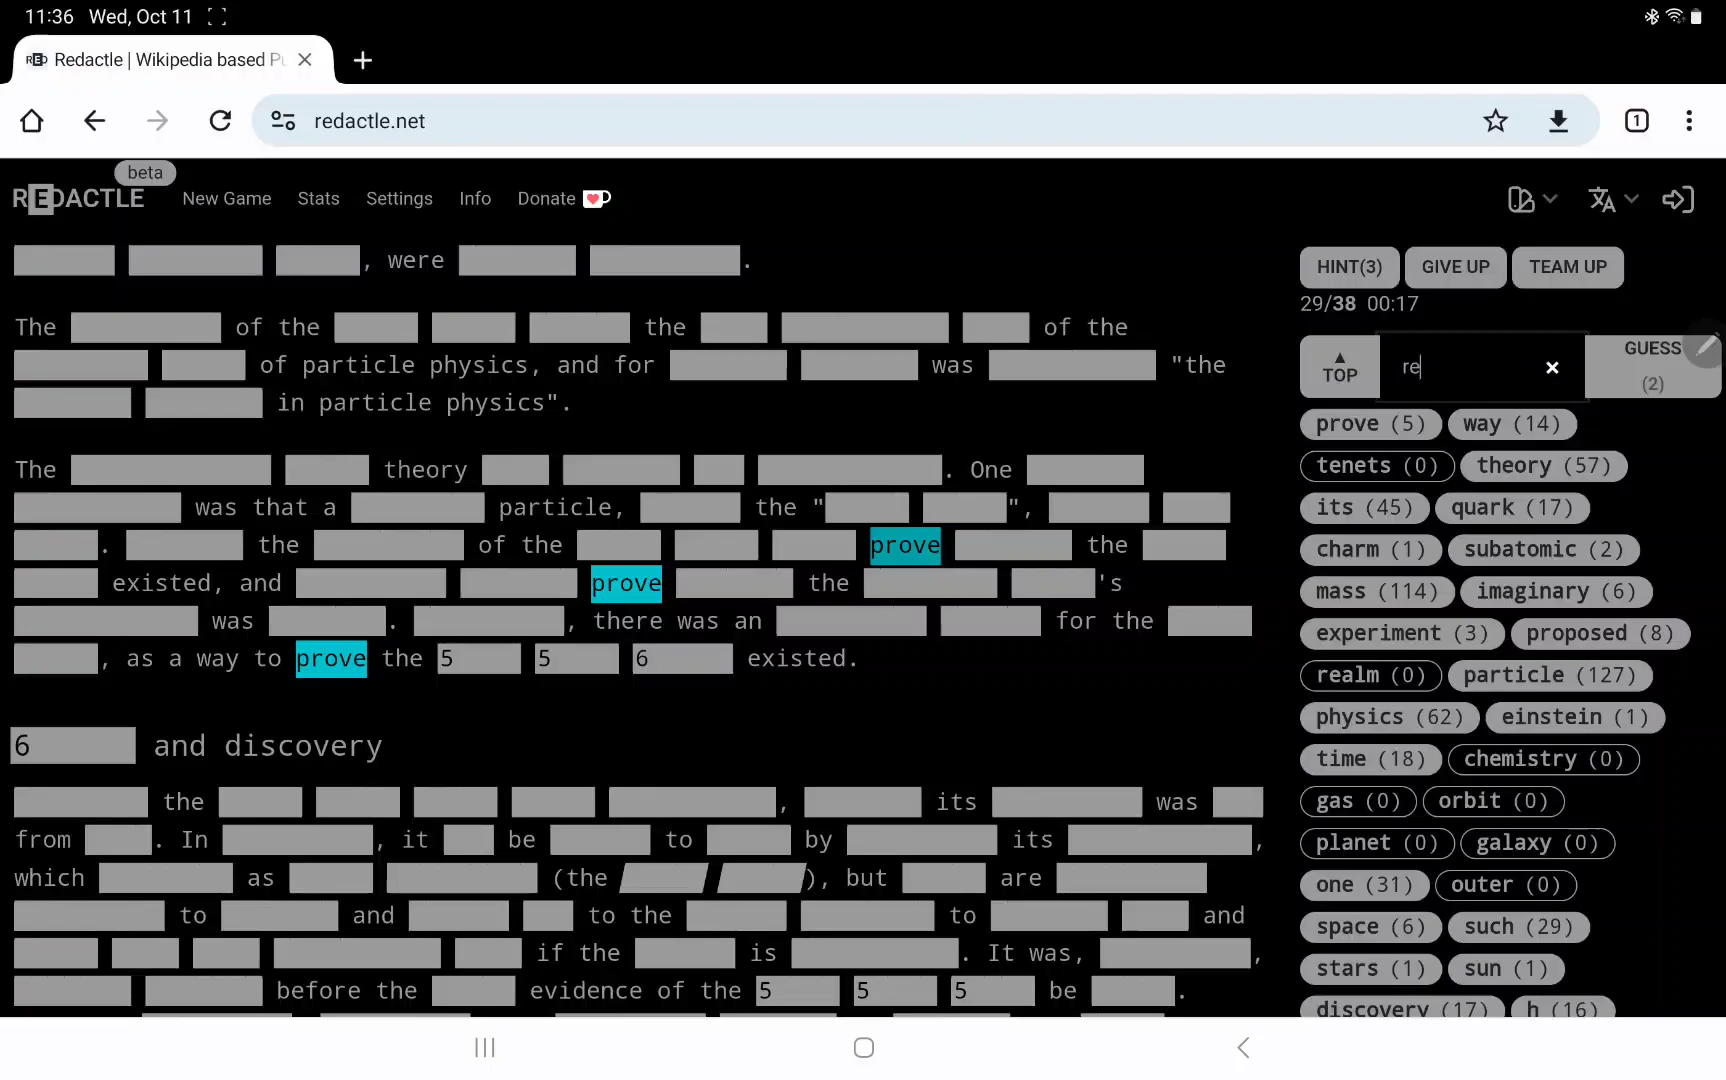 11:36 Wed, Oct 11
RED Redactle | Wikipedia based Pu
redactle.net
1
beta
REDACTLE New Game Stats Settings Info Donate
, were .
The of the the of the
of particle physics, and for was "the
in particle physics".
The theory . One
was that a particle, the " ",
. the of the prove the
existed, and prove the 's
was . , there was an for the
, as a way to prove the 5 5 6 existed.
6 and discovery
the , its was
from . In , it be to by its ,
which as (the ), but are
to and to the to and
if the is . It was, ,
before the evidence of the 5 5 5 be .
HINT(3) GIVE UP TEAM UP
29/38 00:17
▲ TOP re × GUESS (2)
prove (5) way (14)
tenets (0) theory (57)
its (45) quark (17)
charm (1) subatomic (2)
mass (114) imaginary (6)
experiment (3) proposed (8)
realm (0) particle (127)
physics (62) einstein (1)
time (18) chemistry (0)
gas (0) orbit (0)
planet (0) galaxy (0)
one (31) outer (0)
space (6) such (29)
stars (1) sun (1)
discovery (17) h (16)